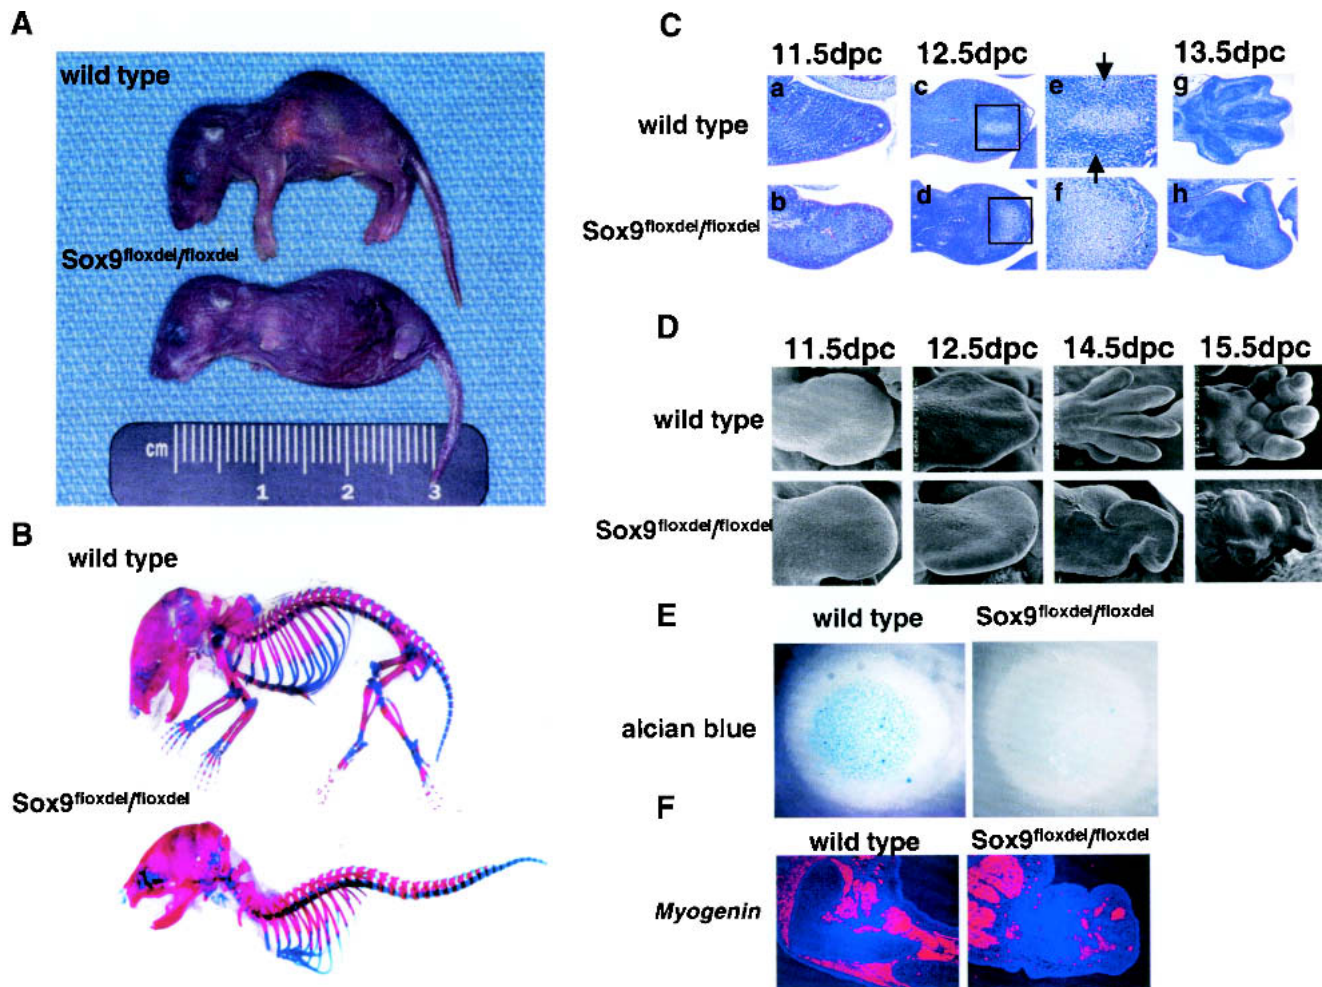 A
wild type
Sox9floxdel/floxdel
cm
1 2 3
B
wild type
Sox9floxdel/floxdel
C
11.5dpc 12.5dpc 13.5dpc
wild type
a c e g
Sox9floxdel/floxdel
b d f h
D
11.5dpc 12.5dpc 14.5dpc 15.5dpc
wild type
Sox9floxdel/floxdel
E
wild type Sox9floxdel/floxdel
alcian blue
F
wild type Sox9floxdel/floxdel
Myogenin